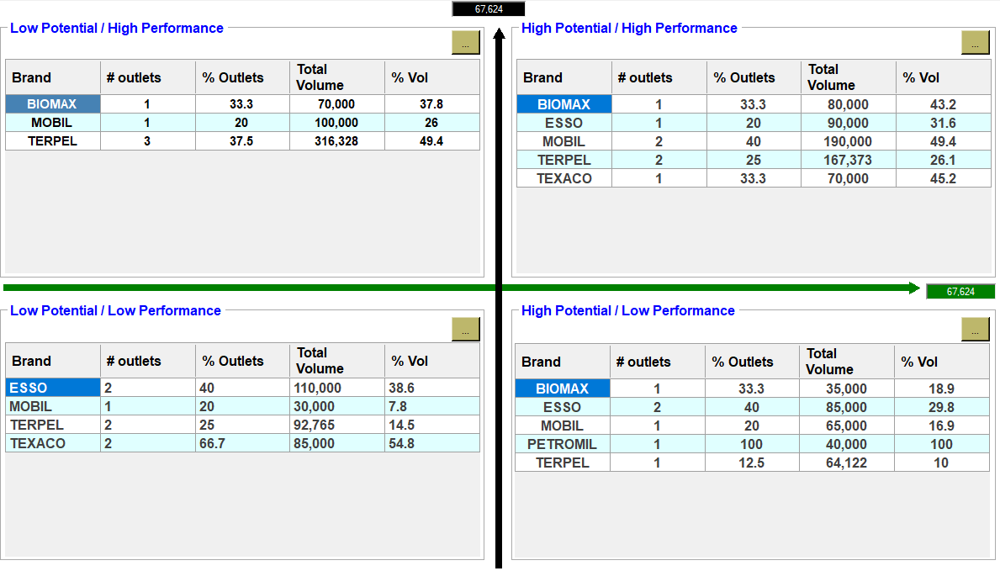 67,624
Low Potential / High Performance
...
Brand # outlets % Outlets Total Volume % Vol
BIOMAX 1 33.3 70,000 37.8
MOBIL 1 20 100,000 26
TERPEL 3 37.5 316,328 49.4
High Potential / High Performance
...
Brand # outlets % Outlets Total Volume % Vol
BIOMAX 1 33.3 80,000 43.2
ESSO 1 20 90,000 31.6
MOBIL 2 40 190,000 49.4
TERPEL 2 25 167,373 26.1
TEXACO 1 33.3 70,000 45.2
67,624
Low Potential / Low Performance
...
Brand # outlets % Outlets Total Volume % Vol
ESSO 2 40 110,000 38.6
MOBIL 1 20 30,000 7.8
TERPEL 2 25 92,765 14.5
TEXACO 2 66.7 85,000 54.8
High Potential / Low Performance
...
Brand # outlets % Outlets Total Volume % Vol
BIOMAX 1 33.3 35,000 18.9
ESSO 2 40 85,000 29.8
MOBIL 1 20 65,000 16.9
PETROMIL 1 100 40,000 100
TERPEL 1 12.5 64,122 10